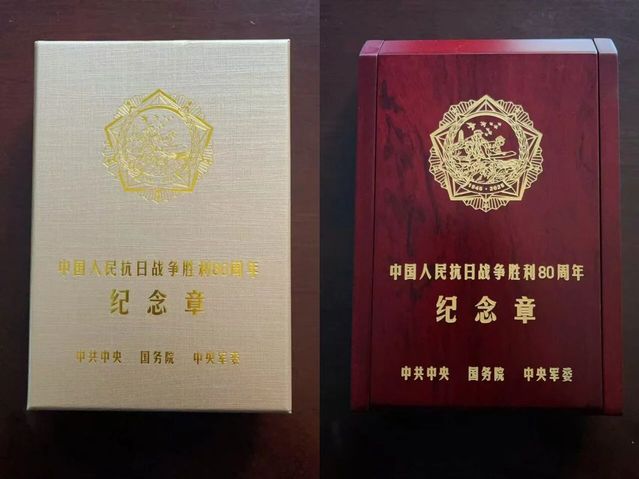 中国人民抗日战争胜利80周年
纪念章
中共中央 国务院 中央军委
1945·2025
中国人民抗日战争胜利80周年
纪念章
中共中央 国务院 中央军委